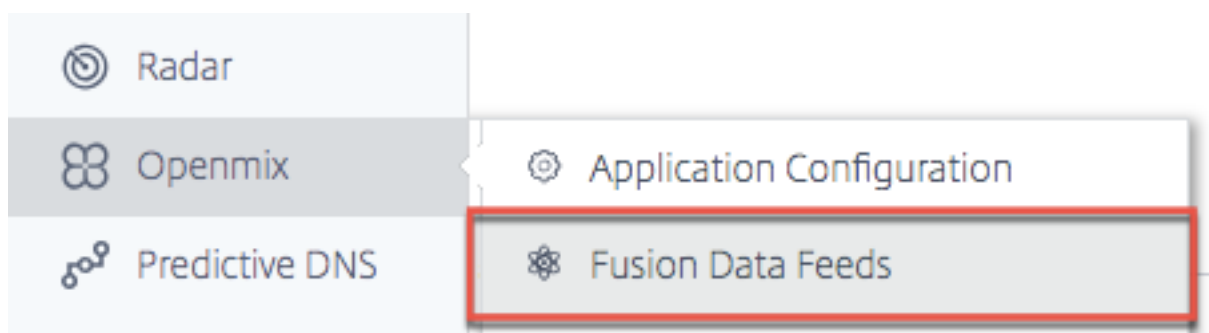 Radar
Openmix
Application Configuration
Predictive DNS
Fusion Data Feeds